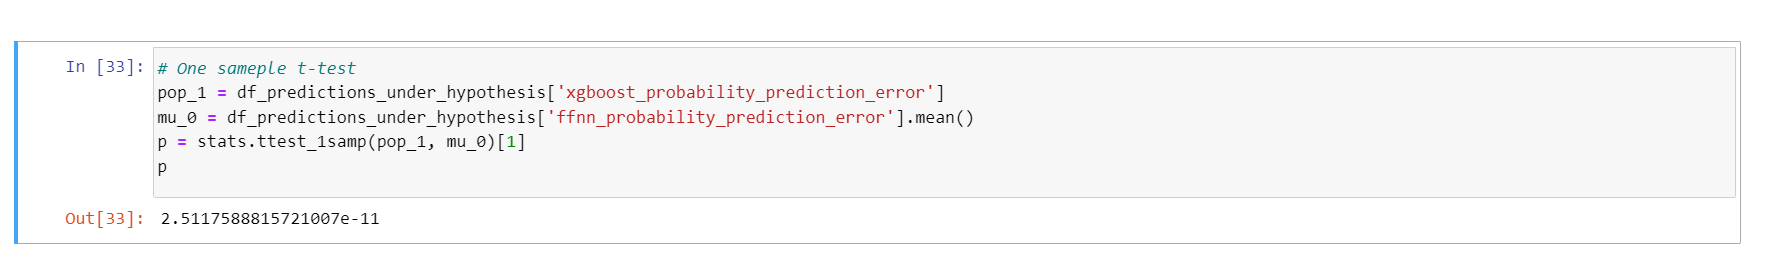 In [33]: # One sameple t-test
pop_1 = df_predictions_under_hypothesis['xgboost_probability_prediction_error']
mu_0 = df_predictions_under_hypothesis['ffnn_probability_prediction_error'].mean()
p = stats.ttest_1samp(pop_1, mu_0)[1]
p
Out[33]: 2.5117588815721007e-11